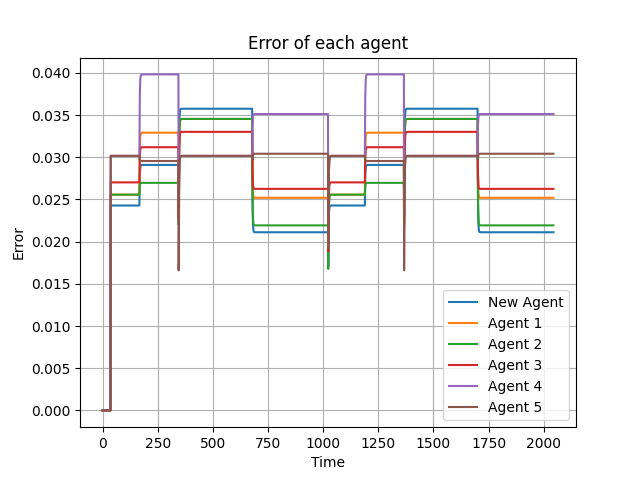 Error of each agent
0.040
0.035
0.030
0.025
0.020
0.015
0.010
0.005
0.000
Error
New Agent
Agent 1
Agent 2
Agent 3
Agent 4
Agent 5
0 250 500 750 1000 1250 1500 1750 2000
Time